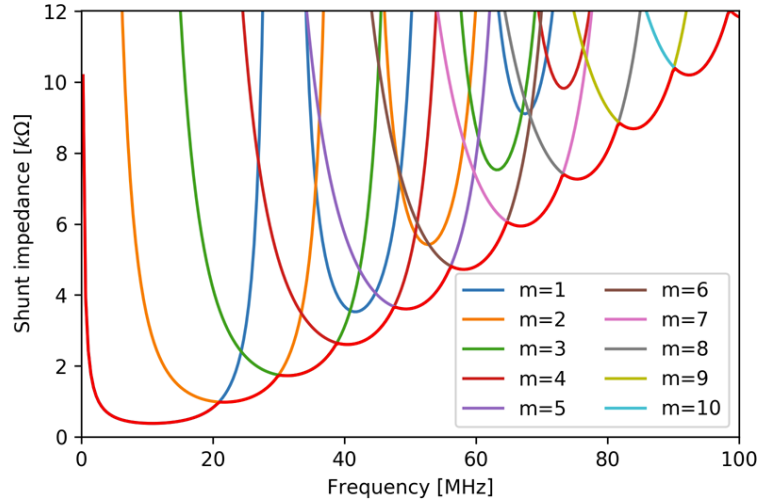 12
10
8
6
4
2
0
Shunt impedance [kΩ]
0 20 40 60 80 100
Frequency [MHz]
m=1 m=6
m=2 m=7
m=3 m=8
m=4 m=9
m=5 m=10